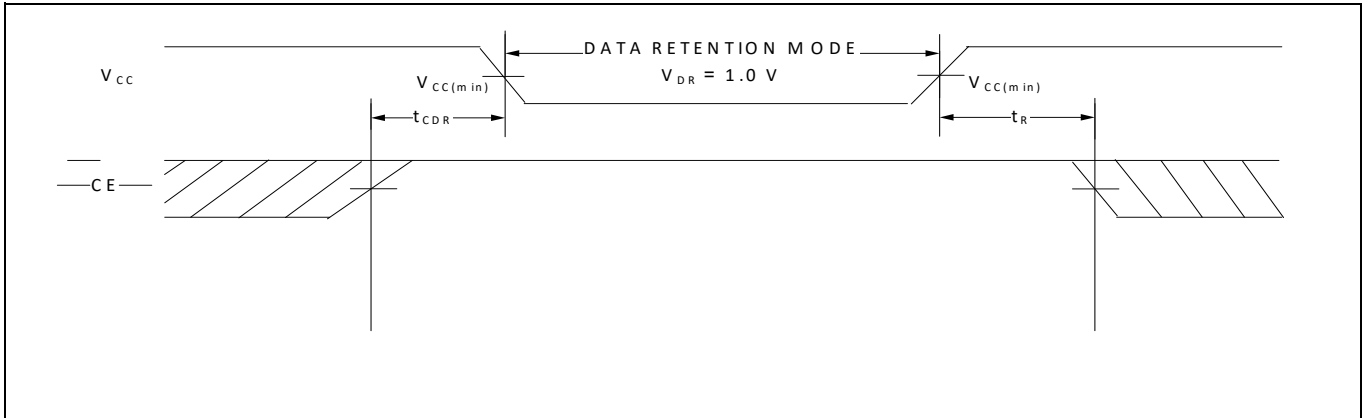 DATA RETENTION MODE
VCC
VCC(min)
VDR = 1.0 V
VCC(min)
tCDR
tR
CE